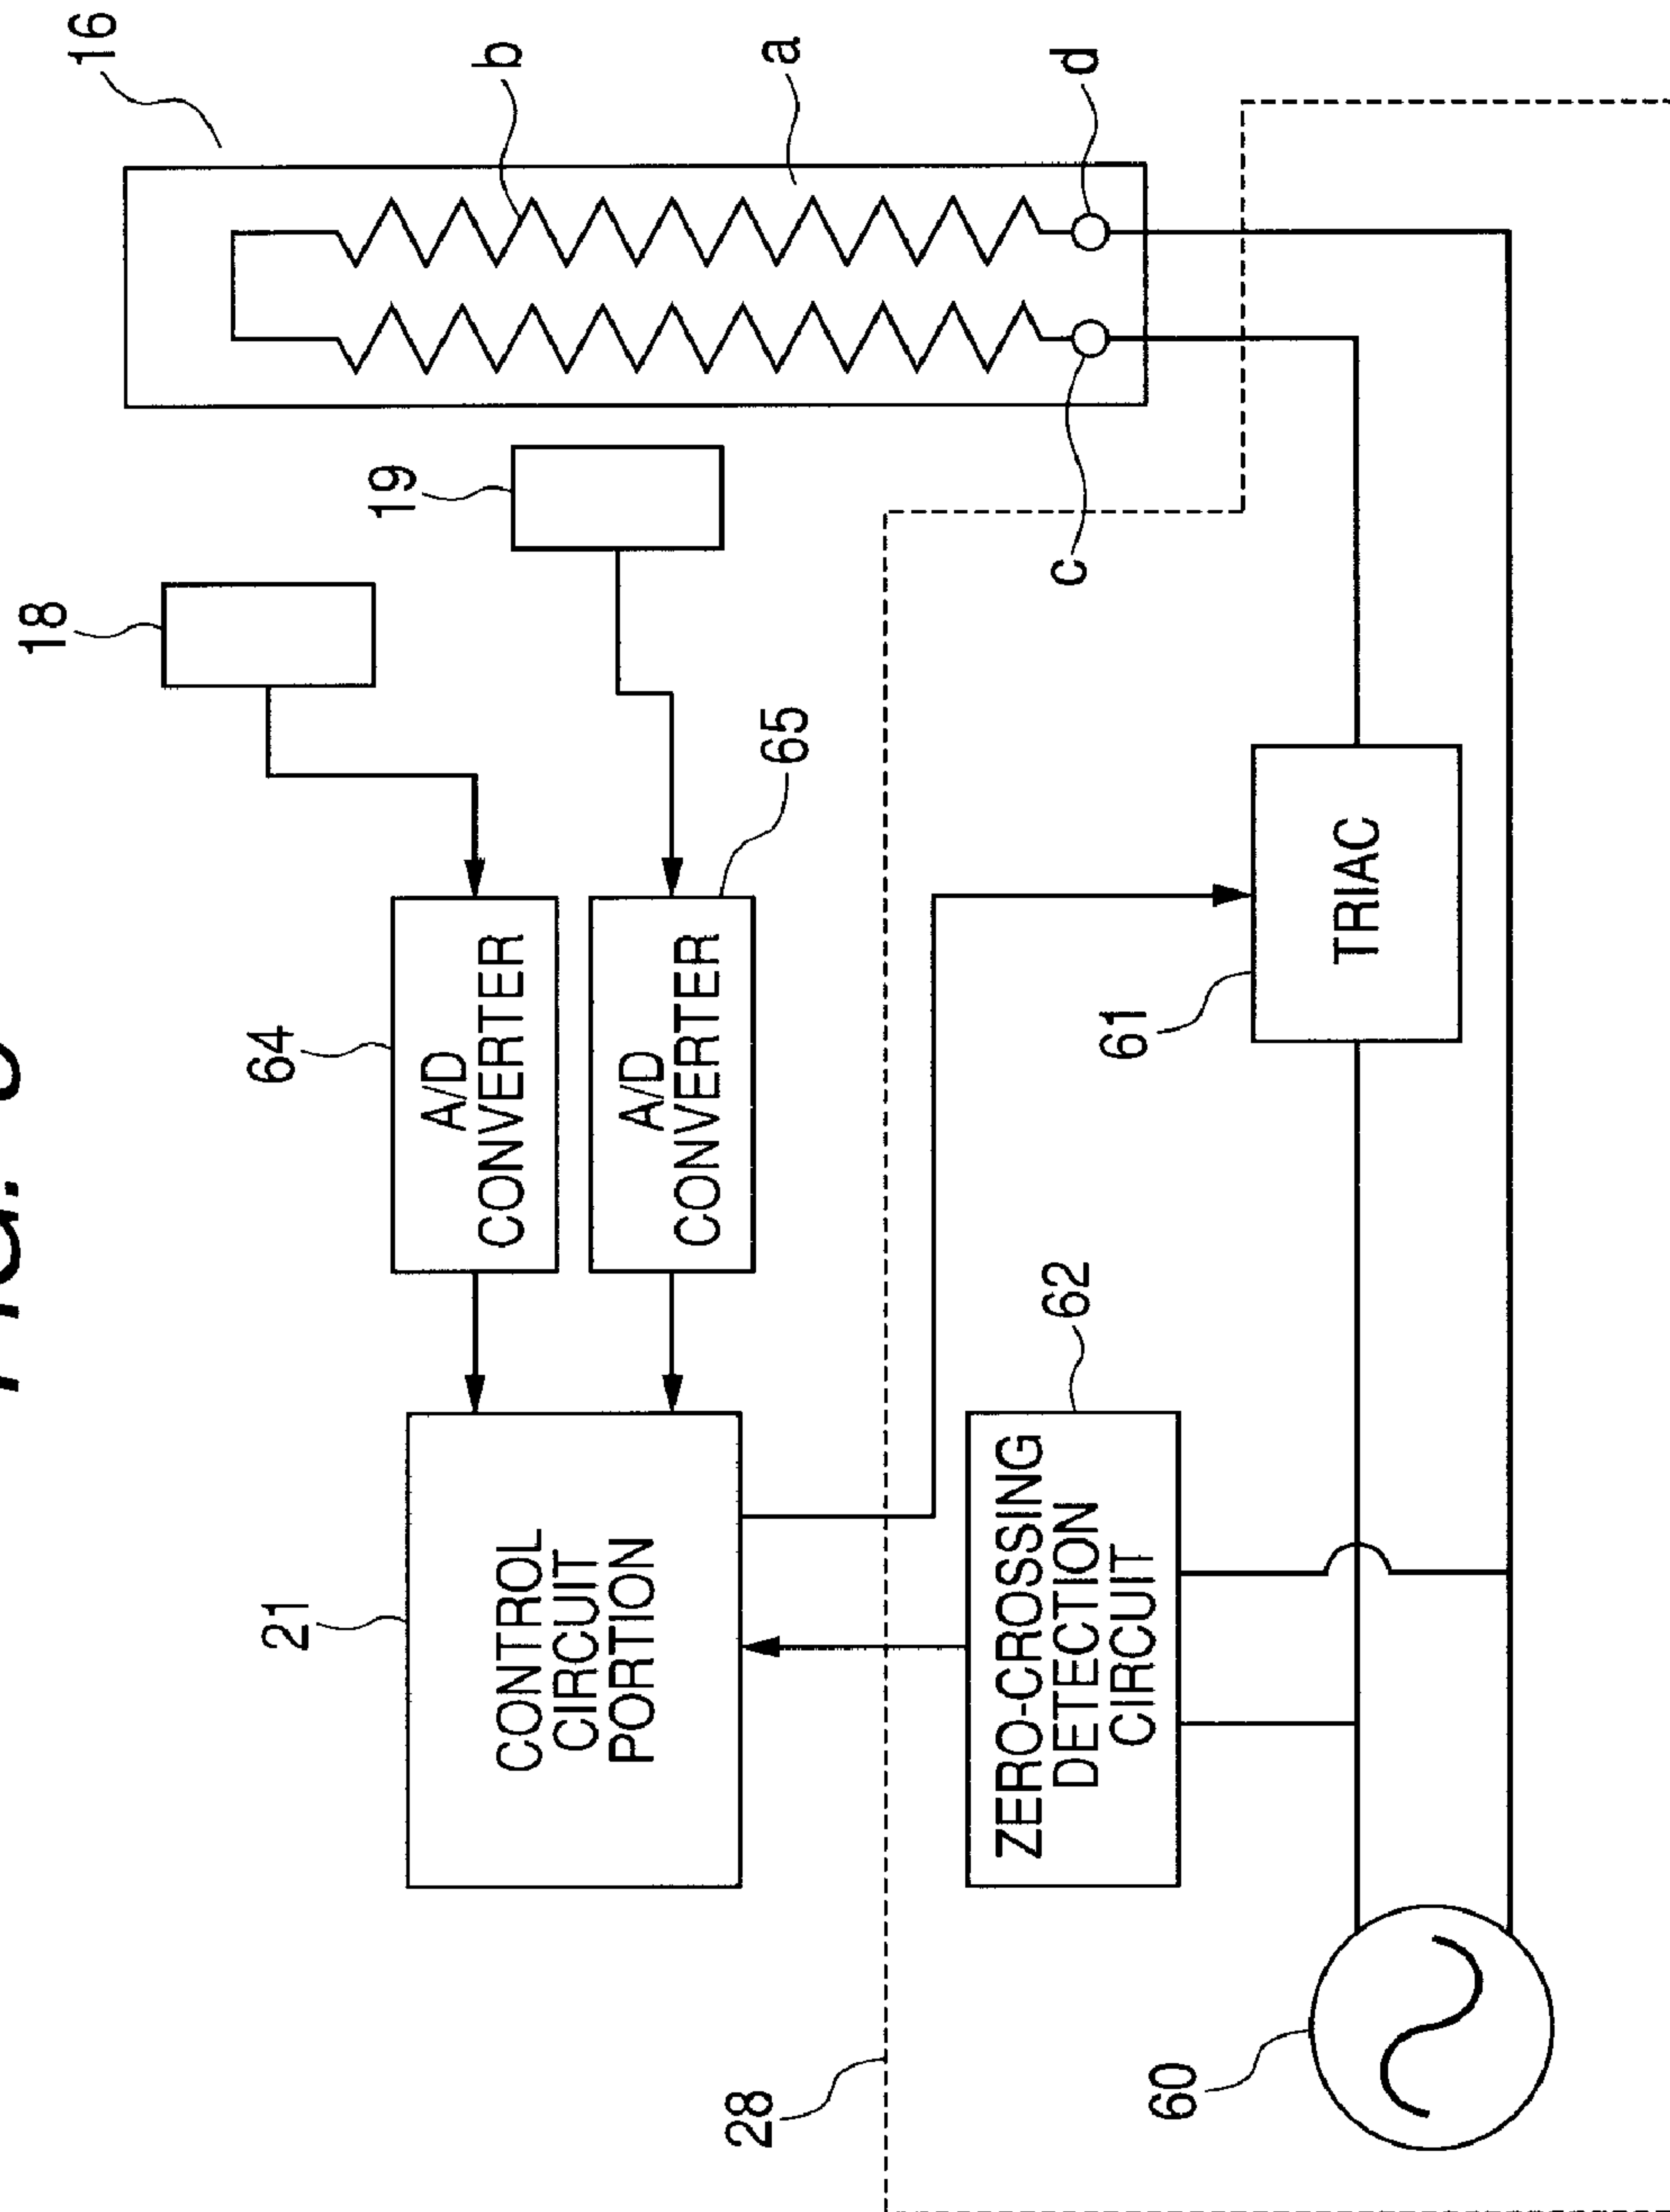 16
b
a
d
18
19
c
64
A/D
CONVERTER
A/D
CONVERTER
65
21
CONTROL
CIRCUIT
PORTION
61
TRIAC
62
ZERO-CROSSING
DETECTION
CIRCUIT
28
60